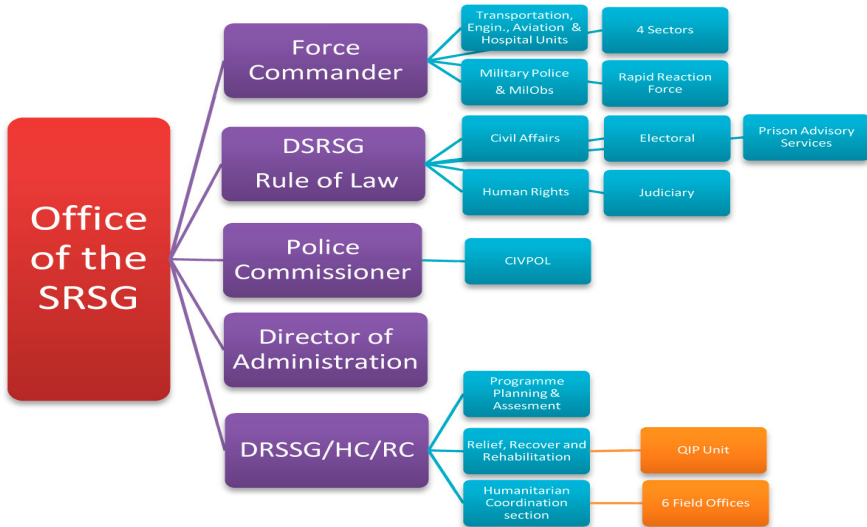 Office
of the
SRSG
Force
Commander
Transportation,
Engin., Aviation &
Hospital Units
4 Sectors
Military Police
& MilObs
Rapid Reaction
Force
DSRSG
Rule of Law
Civil Affairs
Electoral
Prison Advisory
Services
Human Rights
Judiciary
Police
Commissioner
CIVPOL
Director of
Administration
DRSSG/HC/RC
Programme
Planning &
Assesment
Relief, Recover and
Rehabilitation
QIP Unit
Humanitarian
Coordination
section
6 Field Offices